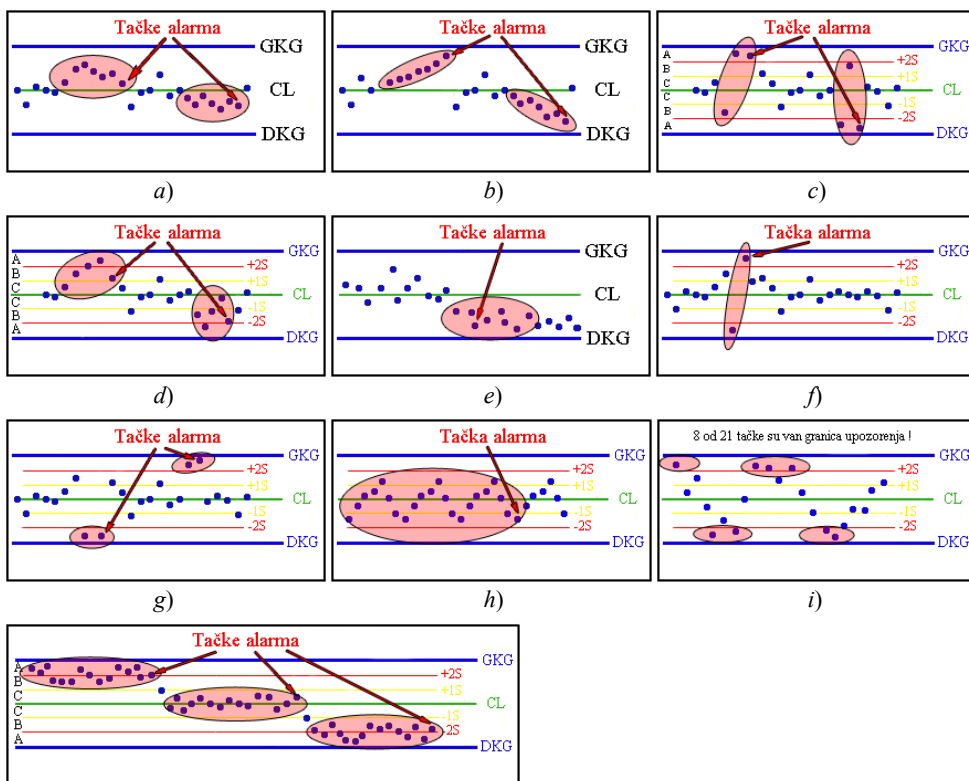 Tačke alarma
GKG
CL
DKG
a)
Tačke alarma
GKG
CL
DKG
b)
Tačke alarma
GKG
A
+2S
B
+1S
C
CL
C
-1S
B
-2S
A
DKG
c)
Tačke alarma
GKG
A
+2S
B
+1S
C
CL
C
-1S
B
-2S
A
DKG
d)
Tačke alarma
GKG
CL
DKG
e)
Tačka alarma
GKG
+2S
+1S
CL
-1S
-2S
DKG
f)
Tačke alarma
GKG
+2S
+1S
CL
-1S
-2S
DKG
g)
Tačka alarma
GKG
+2S
+1S
CL
-1S
-2S
DKG
h)
8 od 21 tačke su van granica upozorenja !
GKG
+2S
+1S
CL
-1S
-2S
DKG
i)
Tačke alarma
GKG
A
+2S
B
+1S
C
CL
C
-1S
B
-2S
A
DKG